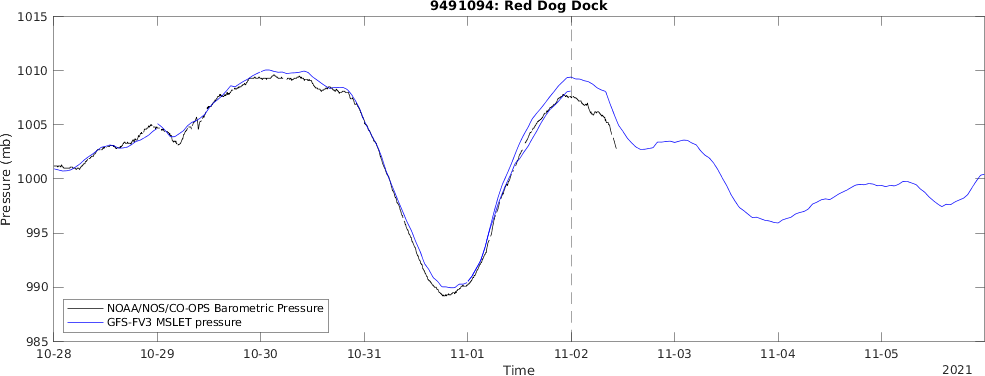 9491094: Red Dog Dock
Pressure (mb)
1015
1010
1005
1000
995
990
985
NOAA/NOS/CO-OPS Barometric Pressure
GFS-FV3 MSLET pressure
10-28 10-29 10-30 10-31 11-01 11-02 11-03 11-04 11-05
Time
2021